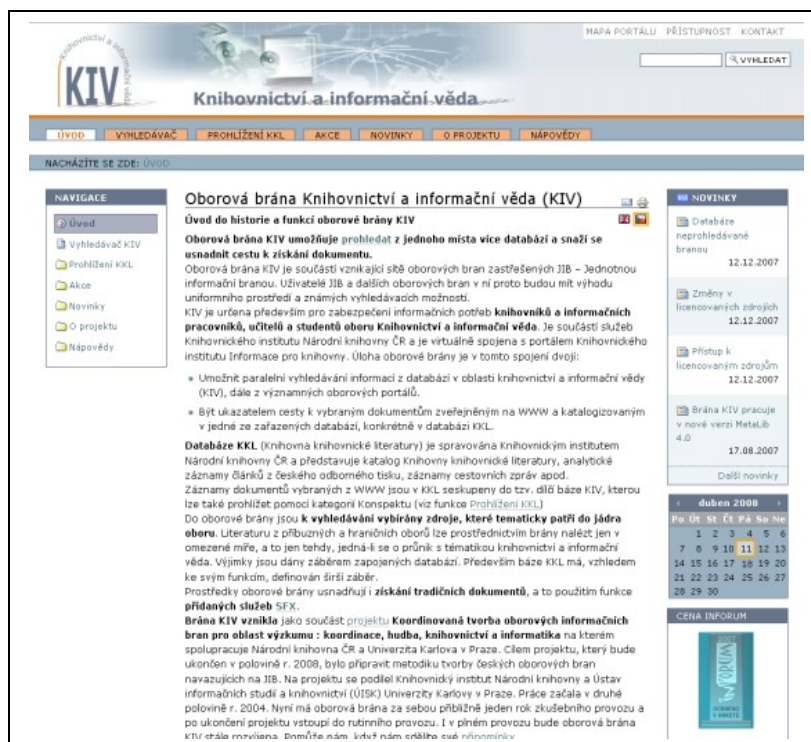 MAPA PORTÁLU PŘÍSTUPNOST KONTAKT
Knihovnictví a informační věda
KIV
VYHLEDAT
Knihovnictví a informační věda
ÚVOD VYHLEDÁVAČ PROHLÍŽENÍ KKL AKCE NOVINKY O PROJEKTU NÁPOVĚDY
NACHÁZÍTE SE ZDE: ÚVOD
NAVIGACE
Úvod
Vyhledávač KIV
Prohlížení KKL
Akce
Novinky
O projektu
Nápovědy
Oborová brána Knihovnictví a informační věda (KIV)
Úvod do historie a funkcí oborové brány KIV
Oborová brána KIV umožňuje prohledat z jednoho místa více databází a snaží se
usnadnit cestu k získání dokumentu.
Oborová brána KIV je součástí vznikající sítě oborových bran zastřešených JIB – Jednotnou
informační branou. Uživatelé JIB a dalších oborových bran v ní proto budou mít výhodu
uniformního prostředí a známých vyhledávacích možností.
KIV je určena především pro zabezpečení informačních potřeb knihovníků a informačních
pracovníků, učitelů a studentů oboru Knihovnictví a informační věda. Je součástí služeb
Knihovnického institutu Národní knihovny ČR a je virtuálně spojena s portálem Knihovnického
institutu Informace pro knihovny. Úloha oborové brány je v tomto spojení dvojí:
Umožnit paralelní vyhledávání informací z databází v oblasti knihovnictví a informační vědy
(KIV), dále z významných oborových portálů.
Být ukazatelem cesty k vybraným dokumentům zveřejněným na WWW a katalogizovaným
v jedné ze zařazených databází, konkrétně v databázi KKL.
Databáze KKL (Knihovna knihovnické literatury) je spravována Knihovnickým institutem
Národní knihovny ČR a představuje katalog Knihovny knihovnické literatury, analytické
záznamy článků z českého odborného tisku, záznamy cestovních zpráv apod.
Záznamy dokumentů vybraných z WWW jsou v KKL seskupeny do tzv. dílčí báze KIV, kterou
lze také prohlížet pomocí kategorií Konspektu (viz funkce Prohlížení KKL)
Do oborové brány jsou k vyhledávání vybírány zdroje, které tematicky patří do jádra
oboru. Literaturu z příbuzných a hraničních oborů lze prostřednictvím brány nalézt jen v
omezené míře, a to jen tehdy, jedná-li se o průnik s tématikou knihovnictví a informační
věda. Výjimky jsou dány záběrem zapojených databází. Především báze KKL má, vzhledem
ke svým funkcím, definován širší záběr.
Prostředky oborové brány usnadňují i získání tradičních dokumentů, a to použitím funkce
přidaných služeb SFX.
Brána KIV vznikla jako součást projektu Koordinovaná tvorba oborových informačních
bran pro oblast výzkumu : koordinace, hudba, knihovnictví a informatika na kterém
spolupracuje Národní knihovna ČR a Univerzita Karlova v Praze. Cílem projektu, který bude
ukončen v polovině r. 2008, bylo připravit metodiku tvorby českých oborových bran
navazujících na JIB. Na projektu se podílel Knihovnický institut Národní knihovny a Ústav
informačních studií a knihovnictví (ÚISK) Univerzity Karlovy v Praze. Práce začala v druhé
polovině r. 2004. Nyní má oborová brána za sebou přibližně jeden rok zkušebního provozu a
po ukončení projektu vstoupí do rutinního provozu. I v plném provozu bude oborová brána
KIV stále rozvíjena. Pomůže nám, když nám sdělíte své připomínky.
NOVINKY
Databáze
neprohledávané
branou
12.12.2007
Změny v
licencovaných zdrojích
12.12.2007
Přístup k
licencovaným zdrojům
12.12.2007
Brána KIV pracuje
v nové verzi MetaLib
4.0
17.08.2007
Další novinky
duben 2008
Po Út St Čt Pá So Ne
1 2 3 4 5 6
7 8 9 10 11 12 13
14 15 16 17 18 19 20
21 22 23 24 25 26 27
28 29 30
CENA INFORUM
2007
INFORUM
OCENĚNO
V ANKETĚ